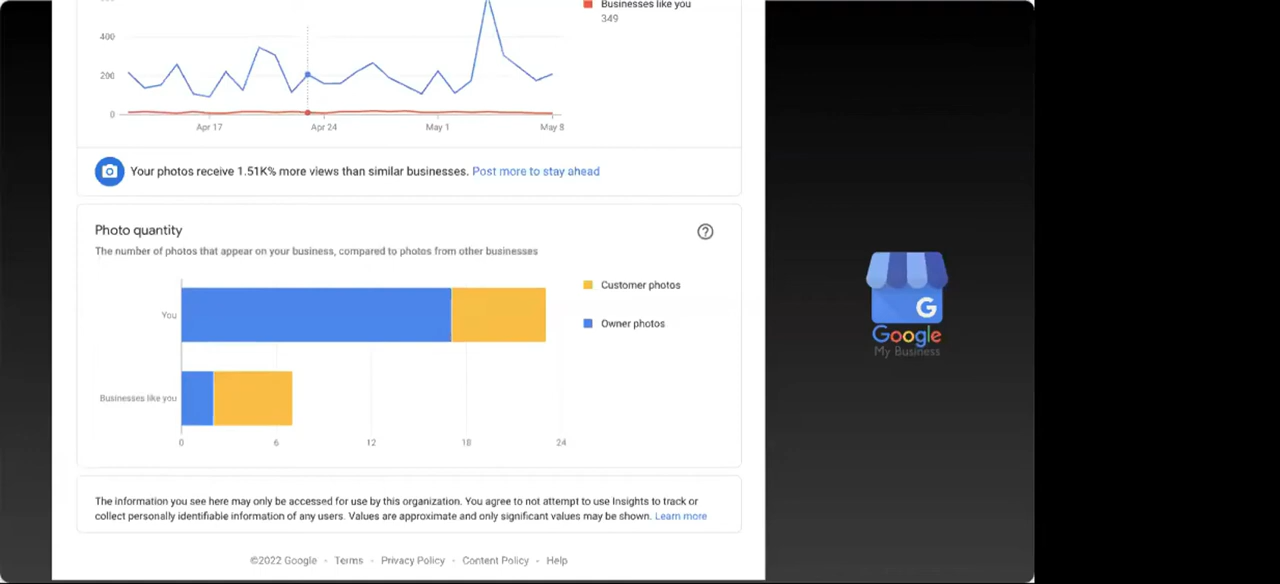 Businesses like you
349
400
200
0
Apr 17
Apr 24
May 1
May 8
Your photos receive 1.51K% more views than similar businesses. Post more to stay ahead
Photo quantity
The number of photos that appear on your business, compared to photos from other businesses
Customer photos
Owner photos
You
Businesses like you
0
6
12
18
24
The information you see here may only be accessed for use by this organization. You agree to not attempt to use Insights to track or
collect personally identifiable information of any users. Values are approximate and only significant values may be shown. Learn more
©2022 Google - Terms - Privacy Policy - Content Policy - Help
G
Google
My Business